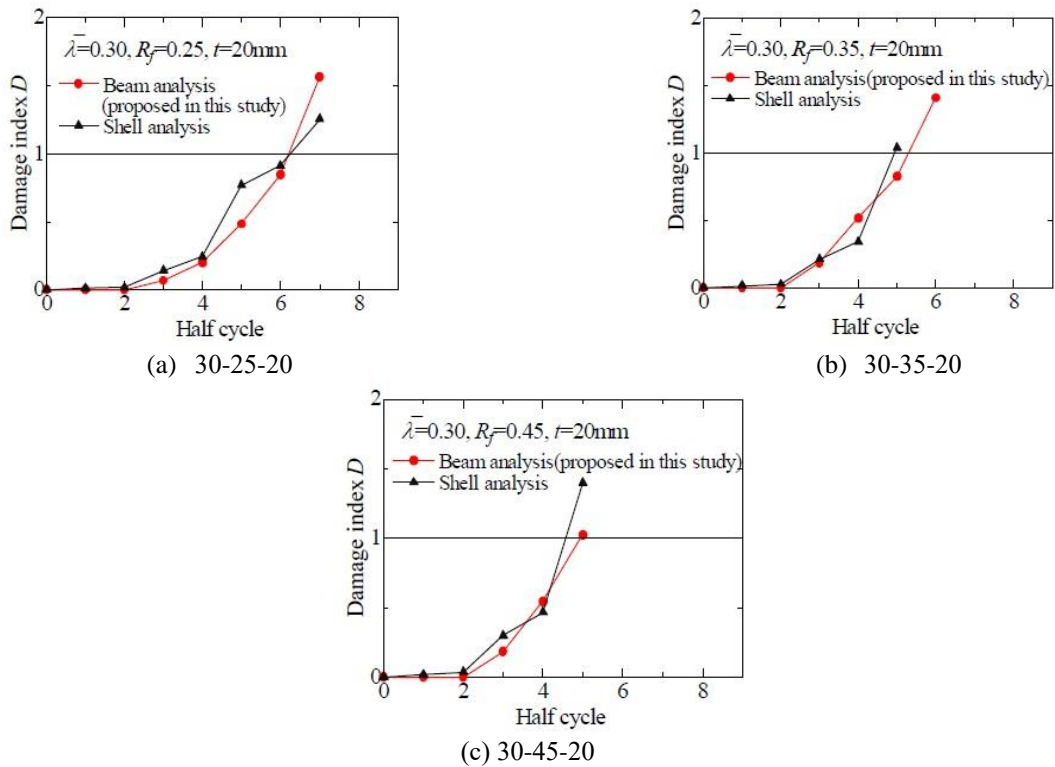 2
λ̄=0.30, R_f=0.25, t=20mm
Beam analysis
(proposed in this study)
Shell analysis
1
Damage index D
0
0 2 4 6 8
Half cycle
(a) 30-25-20
2
λ̄=0.30, R_f=0.35, t=20mm
Beam analysis(proposed in this study)
Shell analysis
1
Damage index D
0
0 2 4 6 8
Half cycle
(b) 30-35-20
2
λ̄=0.30, R_f=0.45, t=20mm
Beam analysis(proposed in this study)
Shell analysis
1
Damage index D
0
0 2 4 6 8
Half cycle
(c) 30-45-20